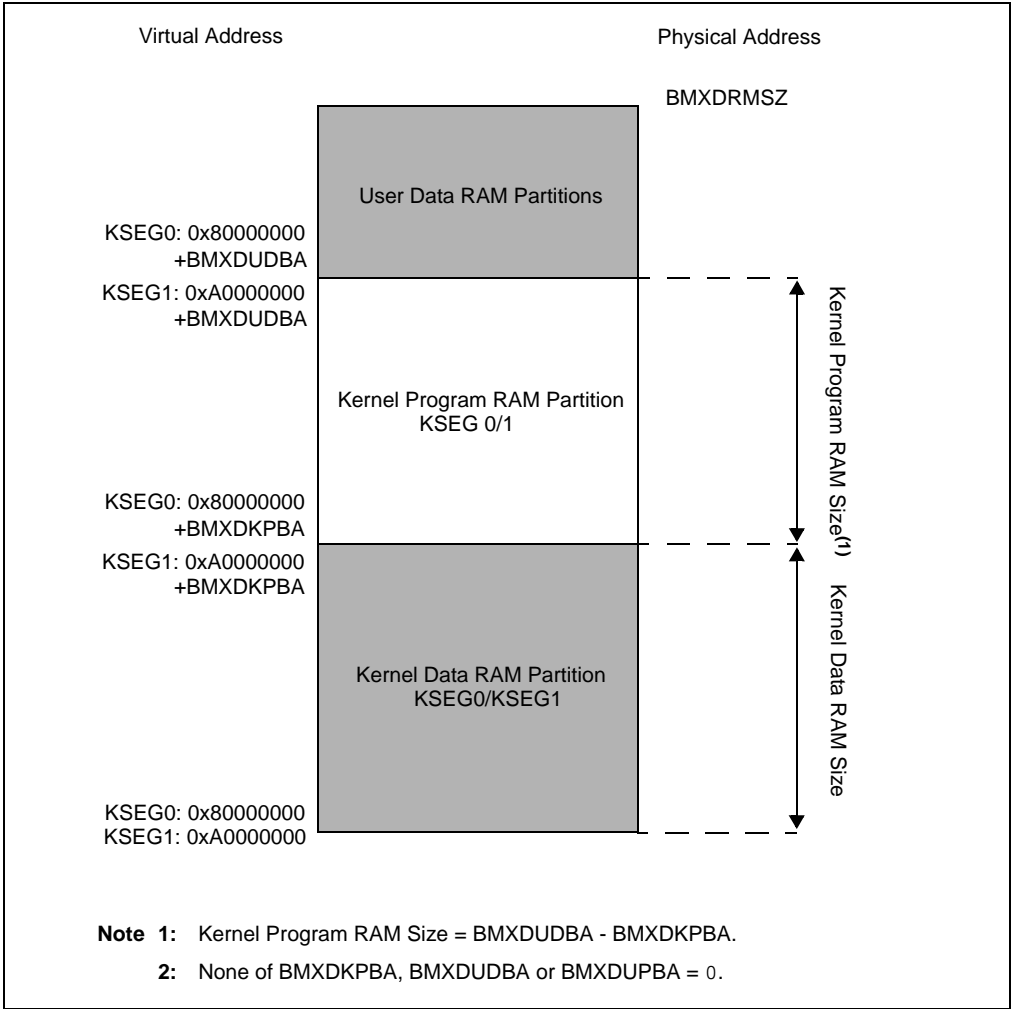 Virtual Address
Physical Address
BMXDRMSZ
User Data RAM Partitions
KSEG0: 0x80000000
+BMXDUDBA
KSEG1: 0xA0000000
+BMXDUDBA
Kernel Program RAM Size(1)
Kernel Program RAM Partition
KSEG 0/1
KSEG0: 0x80000000
+BMXDKPBA
KSEG1: 0xA0000000
+BMXDKPBA
Kernel Data RAM Size
Kernel Data RAM Partition
KSEG0/KSEG1
KSEG0: 0x80000000
KSEG1: 0xA0000000
Note 1: Kernel Program RAM Size = BMXDUDBA - BMXDKPBA.
2: None of BMXDKPBA, BMXDUDBA or BMXDUPBA = 0.